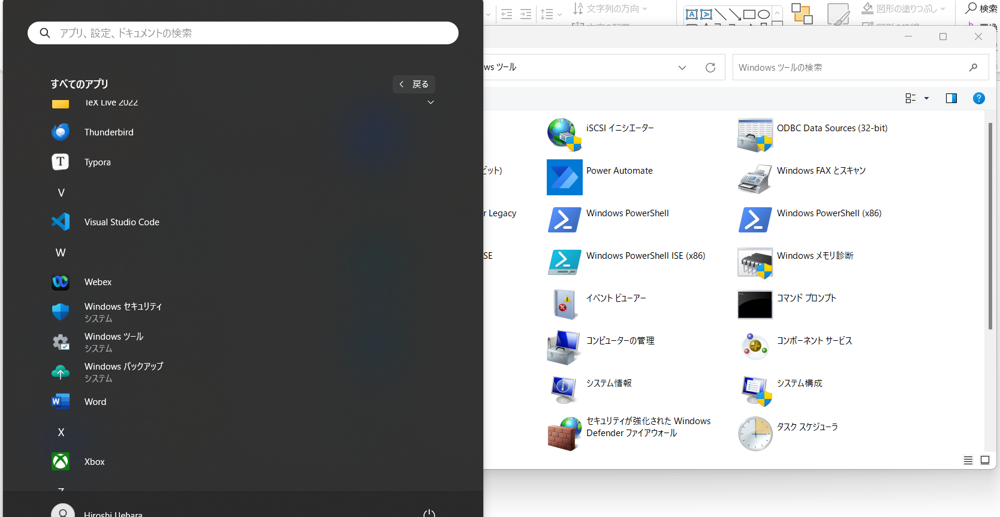 アプリ、設定、ドキュメントの検索
すべてのアプリ
戻る
TeX Live 2022
Thunderbird
Typora
V
Visual Studio Code
W
Webex
Windows セキュリティ
システム
Windows ツール
システム
Windows バックアップ
システム
Word
X
Xbox
Z
Hiroshi Uehara
文字列の方向
図形の塗りつぶし
検索
ws ツール
Windows ツールの検索
iSCSI イニシエーター
ODBC Data Sources (32-bit)
ビット)
Power Automate
Windows FAX とスキャン
r Legacy
Windows PowerShell
Windows PowerShell (x86)
SE
Windows PowerShell ISE (x86)
Windows メモリ診断
イベント ビューアー
コマンド プロンプト
コンピューターの管理
コンポーネント サービス
システム情報
システム構成
セキュリティが強化された Windows
Defender ファイアウォール
タスク スケジューラ